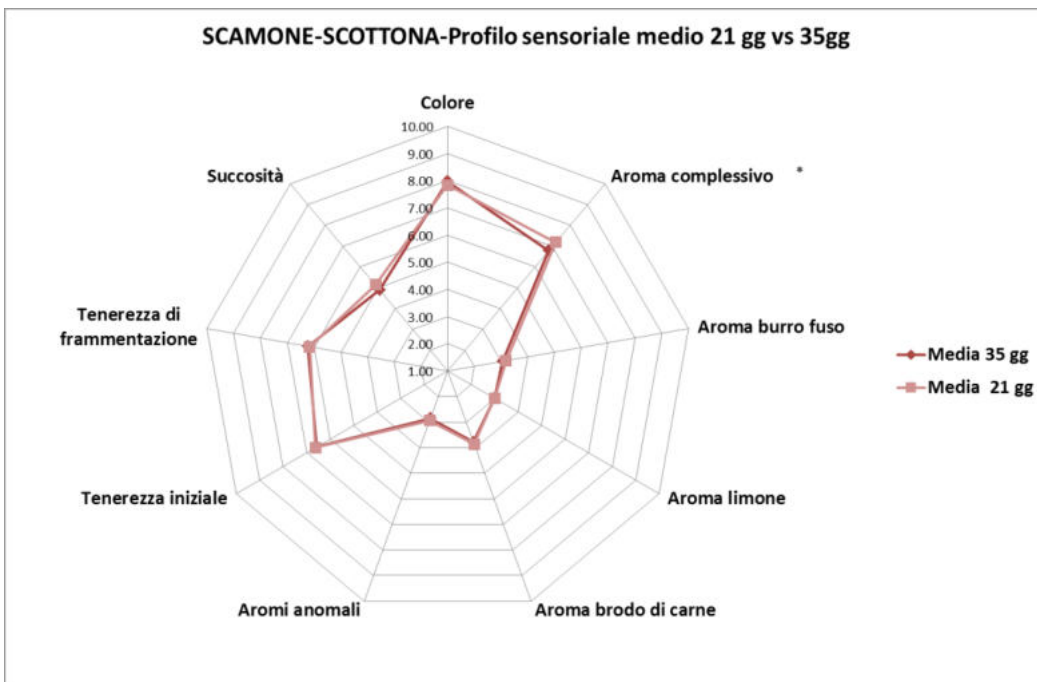 SCAMONE-SCOTTONA-Profilo sensoriale medio 21 gg vs 35gg
Colore
10.00
9.00
8.00
7.00
6.00
5.00
4.00
3.00
2.00
1.00
Aroma complessivo *
Aroma burro fuso
Aroma limone
Aroma brodo di carne
Aromi anomali
Tenerezza iniziale
Tenerezza di
frammentazione
Succosità
Media 35 gg
Media 21 gg